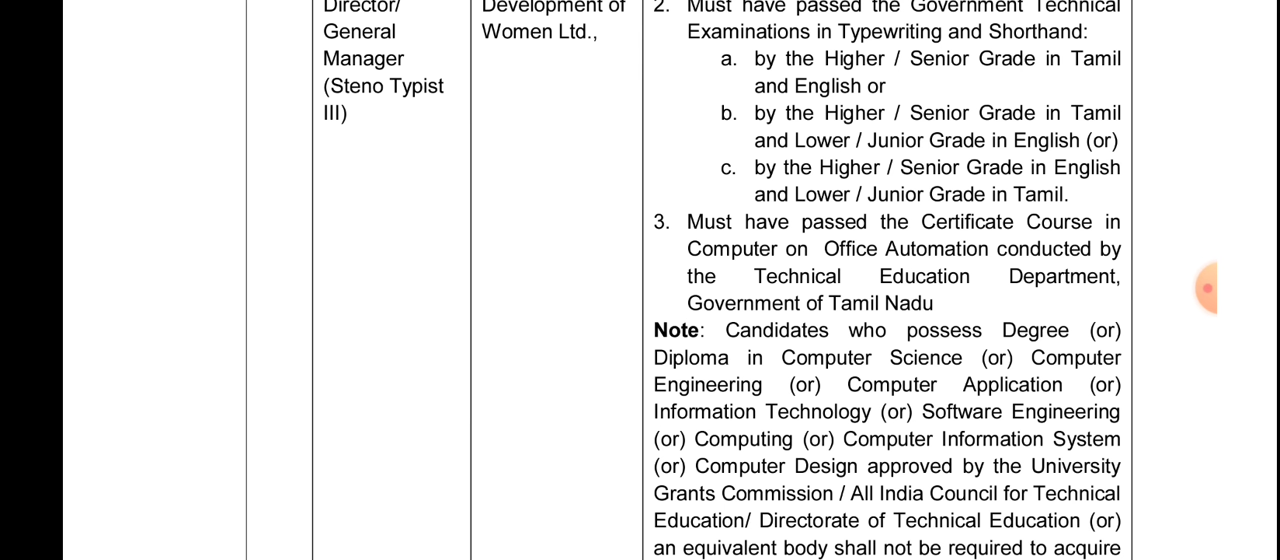 Director/
General
Manager
(Steno Typist
III)
Development of
Women Ltd.,
2. Must have passed the Government Technical
Examinations in Typewriting and Shorthand:
a. by the Higher / Senior Grade in Tamil
and English or
b. by the Higher / Senior Grade in Tamil
and Lower / Junior Grade in English (or)
c. by the Higher / Senior Grade in English
and Lower / Junior Grade in Tamil.
3. Must have passed the Certificate Course in
Computer on Office Automation conducted by
the Technical Education Department,
Government of Tamil Nadu
Note: Candidates who possess Degree (or)
Diploma in Computer Science (or) Computer
Engineering (or) Computer Application (or)
Information Technology (or) Software Engineering
(or) Computing (or) Computer Information System
(or) Computer Design approved by the University
Grants Commission / All India Council for Technical
Education/ Directorate of Technical Education (or)
an equivalent body shall not be required to acquire